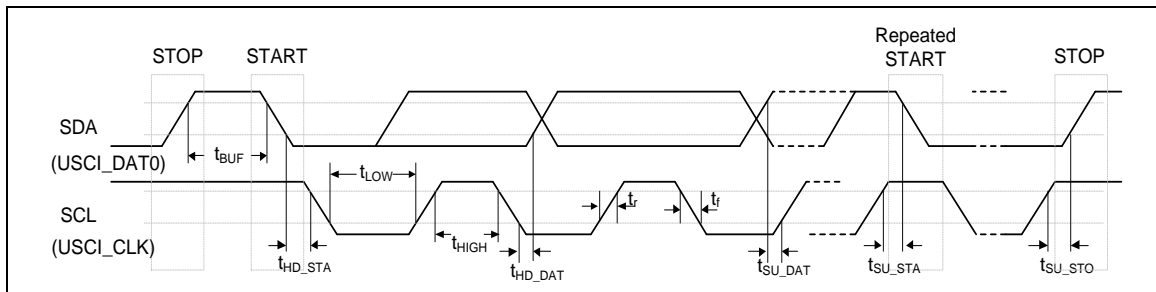 STOP
START
Repeated
START
STOP
SDA
(USCI_DAT0)
tBUF
tLOW
SCL
(USCI_CLK)
tr
tf
tHIGH
tHD_STA
tHD_DAT
tSU_DAT
tSU_STA
tSU_STO